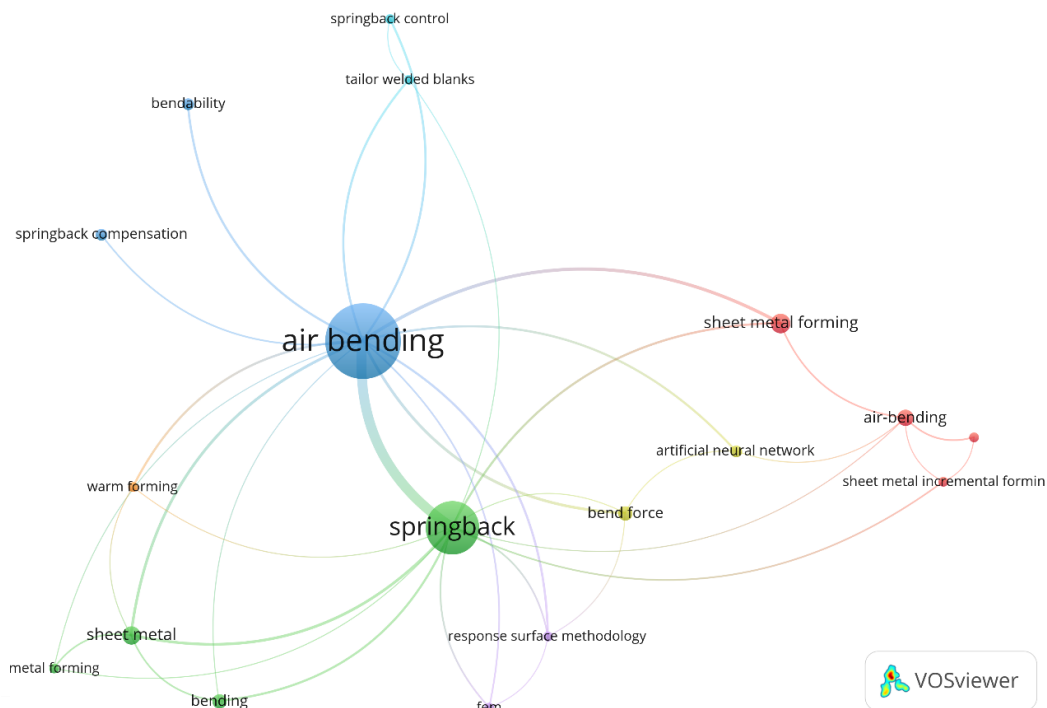 springback control
tailor welded blanks
bendability
springback compensation
sheet metal forming
air bending
air-bending
artificial neural network
sheet metal incremental formin
warm forming
bend force
springback
sheet metal
response surface methodology
metal forming
bending
fem
VOSviewer